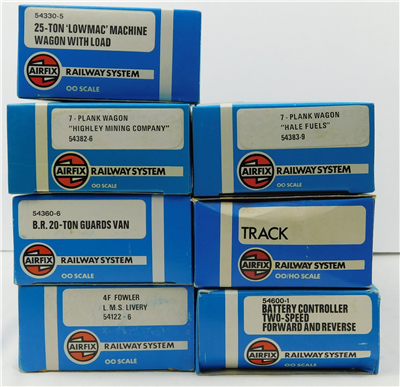 54330-5
25-TON 'LOWMAC' MACHINE
WAGON WITH LOAD
AIRFIX
RAILWAY SYSTEM
OO SCALE
7-PLANK WAGON
"HIGHLEY MINING COMPANY"
54382-6
AIRFIX
RAILWAY SYSTEM
OO SCALE
7-PLANK WAGON
"HALE FUELS"
54383-9
AIRFIX
RAILWAY SYSTEM
OO SCALE
54360-6
B.R. 20-TON GUARDS VAN
AIRFIX
RAILWAY SYSTEM
OO SCALE
TRACK
AIRFIX
RAILWAY SYSTEM
OO/HO SCALE
4F FOWLER
L.M.S. LIVERY
54122-6
AIRFIX
RAILWAY SYSTEM
OO SCALE
54600-1
BATTERY CONTROLLER
TWO-SPEED
FORWARD AND REVERSE
AIRFIX
RAILWAY SYSTEM
OO SCALE